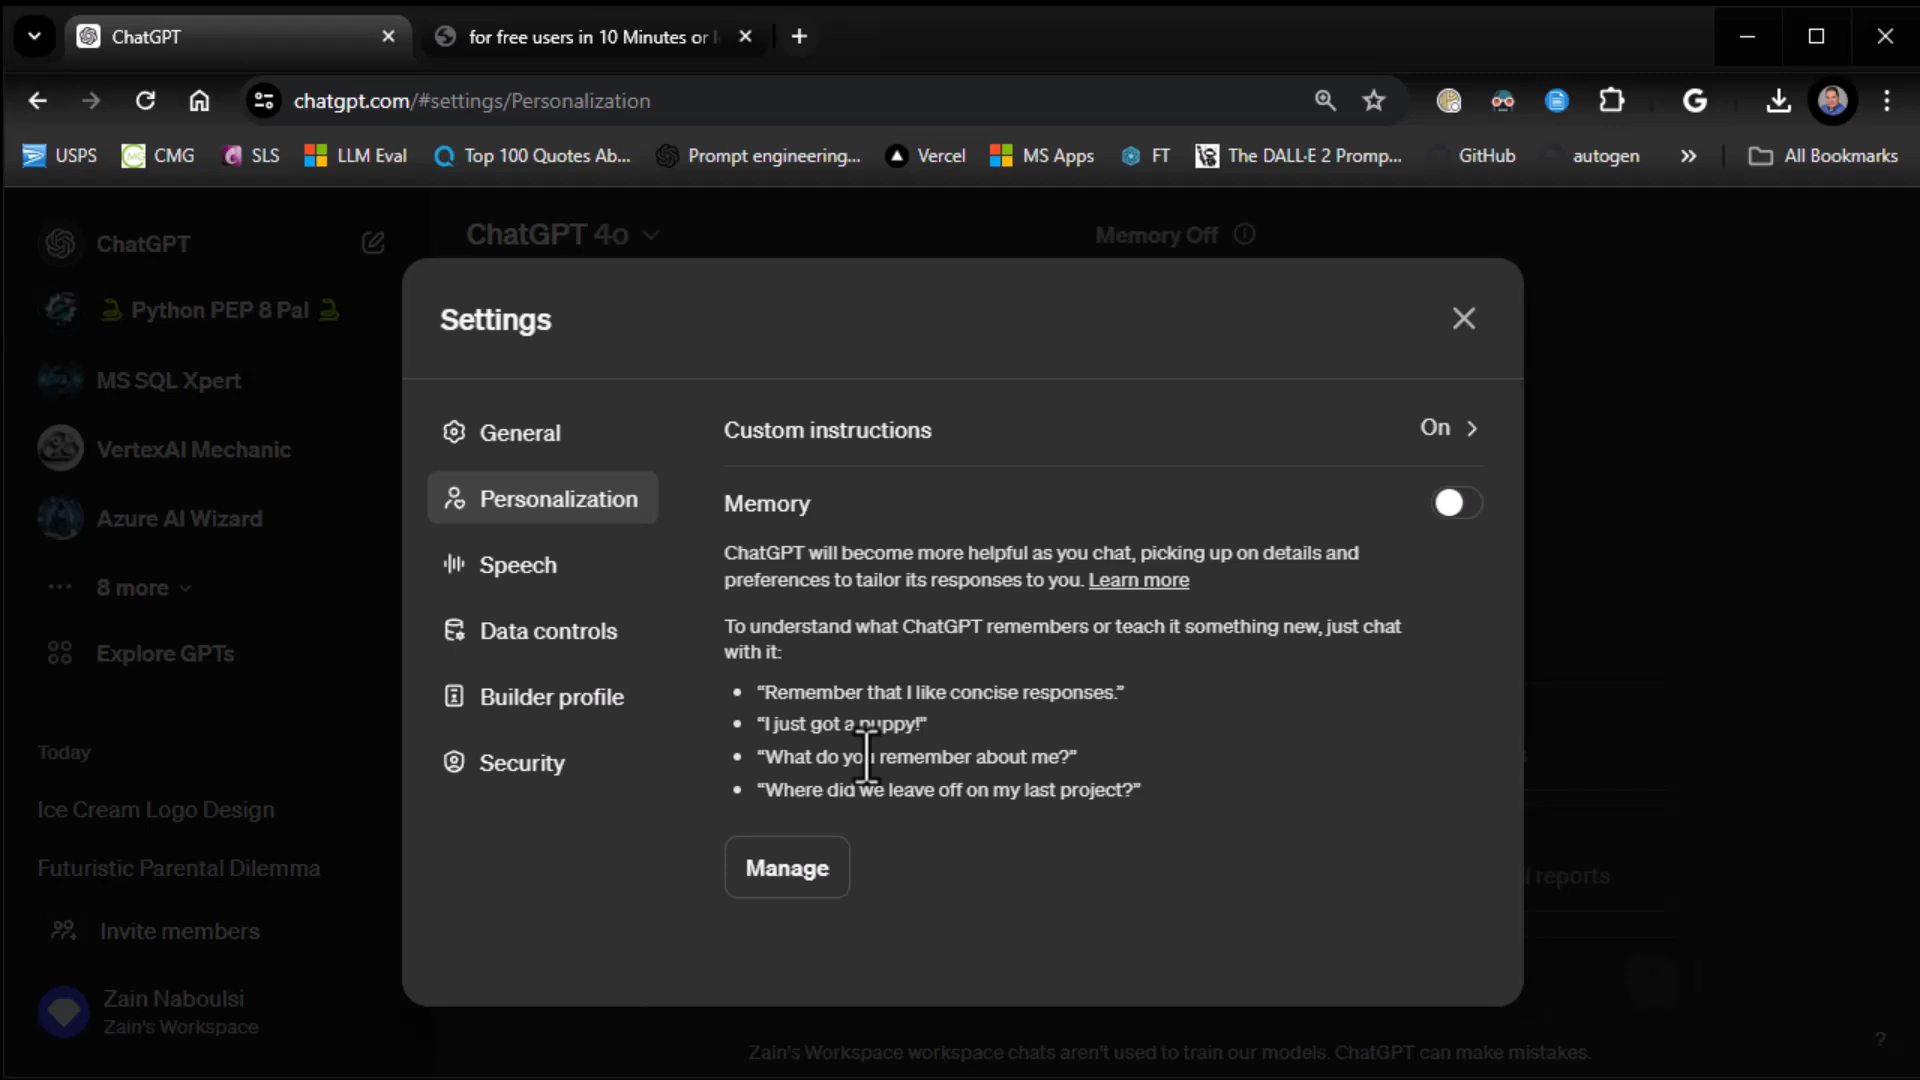 ChatGPT
for free users in 10 Minutes or
chatgpt.com/#settings/Personalization
USPS
CMG
SLS
LLM Eval
Top 100 Quotes Ab...
Prompt engineering...
Vercel
MS Apps
FT
The DALL·E 2 Promp...
GitHub
autogen
All Bookmarks
ChatGPT
ChatGPT 4o
Memory Off
Python PEP 8 Pal
MS SQL Xpert
VertexAI Mechanic
Azure AI Wizard
8 more
Explore GPTs
Today
Ice Cream Logo Design
Futuristic Parental Dilemma
Invite members
Zain Naboulsi
Zain's Workspace
Settings
General
Personalization
Speech
Data controls
Builder profile
Security
Custom instructions
On
Memory
ChatGPT will become more helpful as you chat, picking up on details and
preferences to tailor its responses to you. Learn more
To understand what ChatGPT remembers or teach it something new, just chat
with it:
• “Remember that I like concise responses.”
• “I just got a puppy!”
• “What do you remember about me?”
• “Where did we leave off on my last project?”
Manage
reports
Zain's Workspace workspace chats aren't used to train our models. ChatGPT can make mistakes.
?